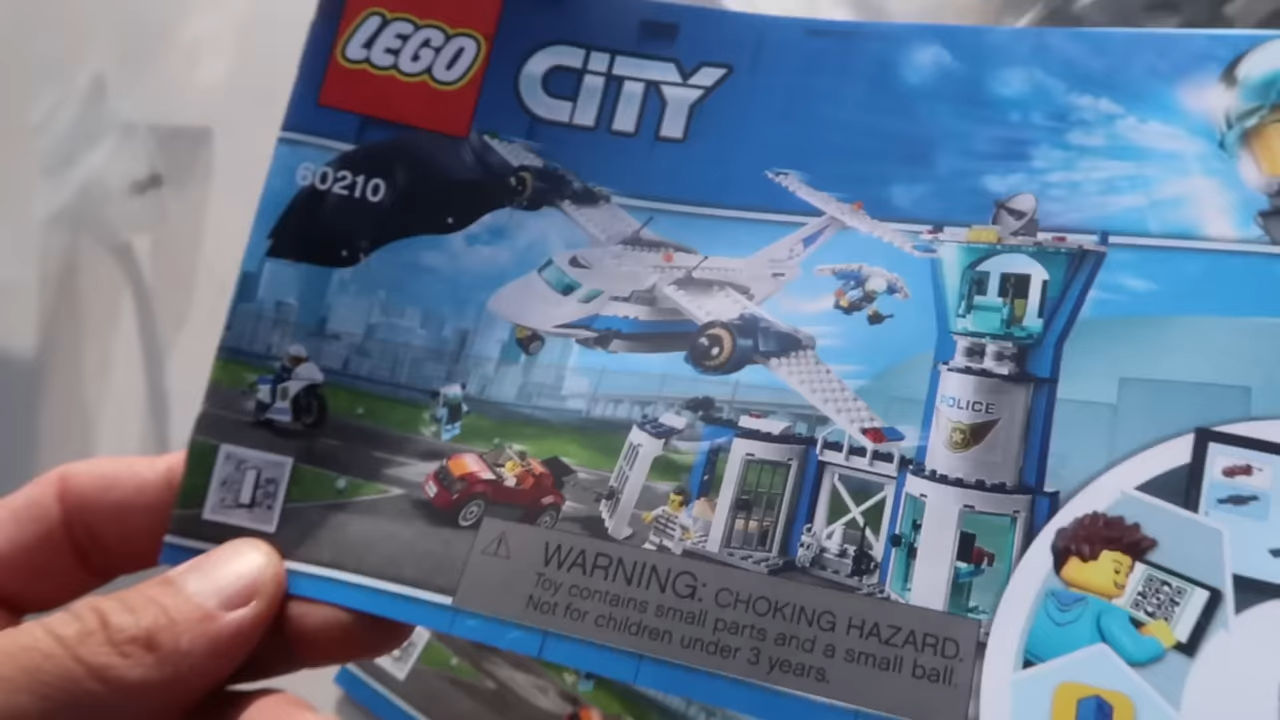 LEGO
CITY
60210
POLICE
WARNING: CHOKING HAZARD.
Toy contains small parts and a small ball.
Not for children under 3 years.